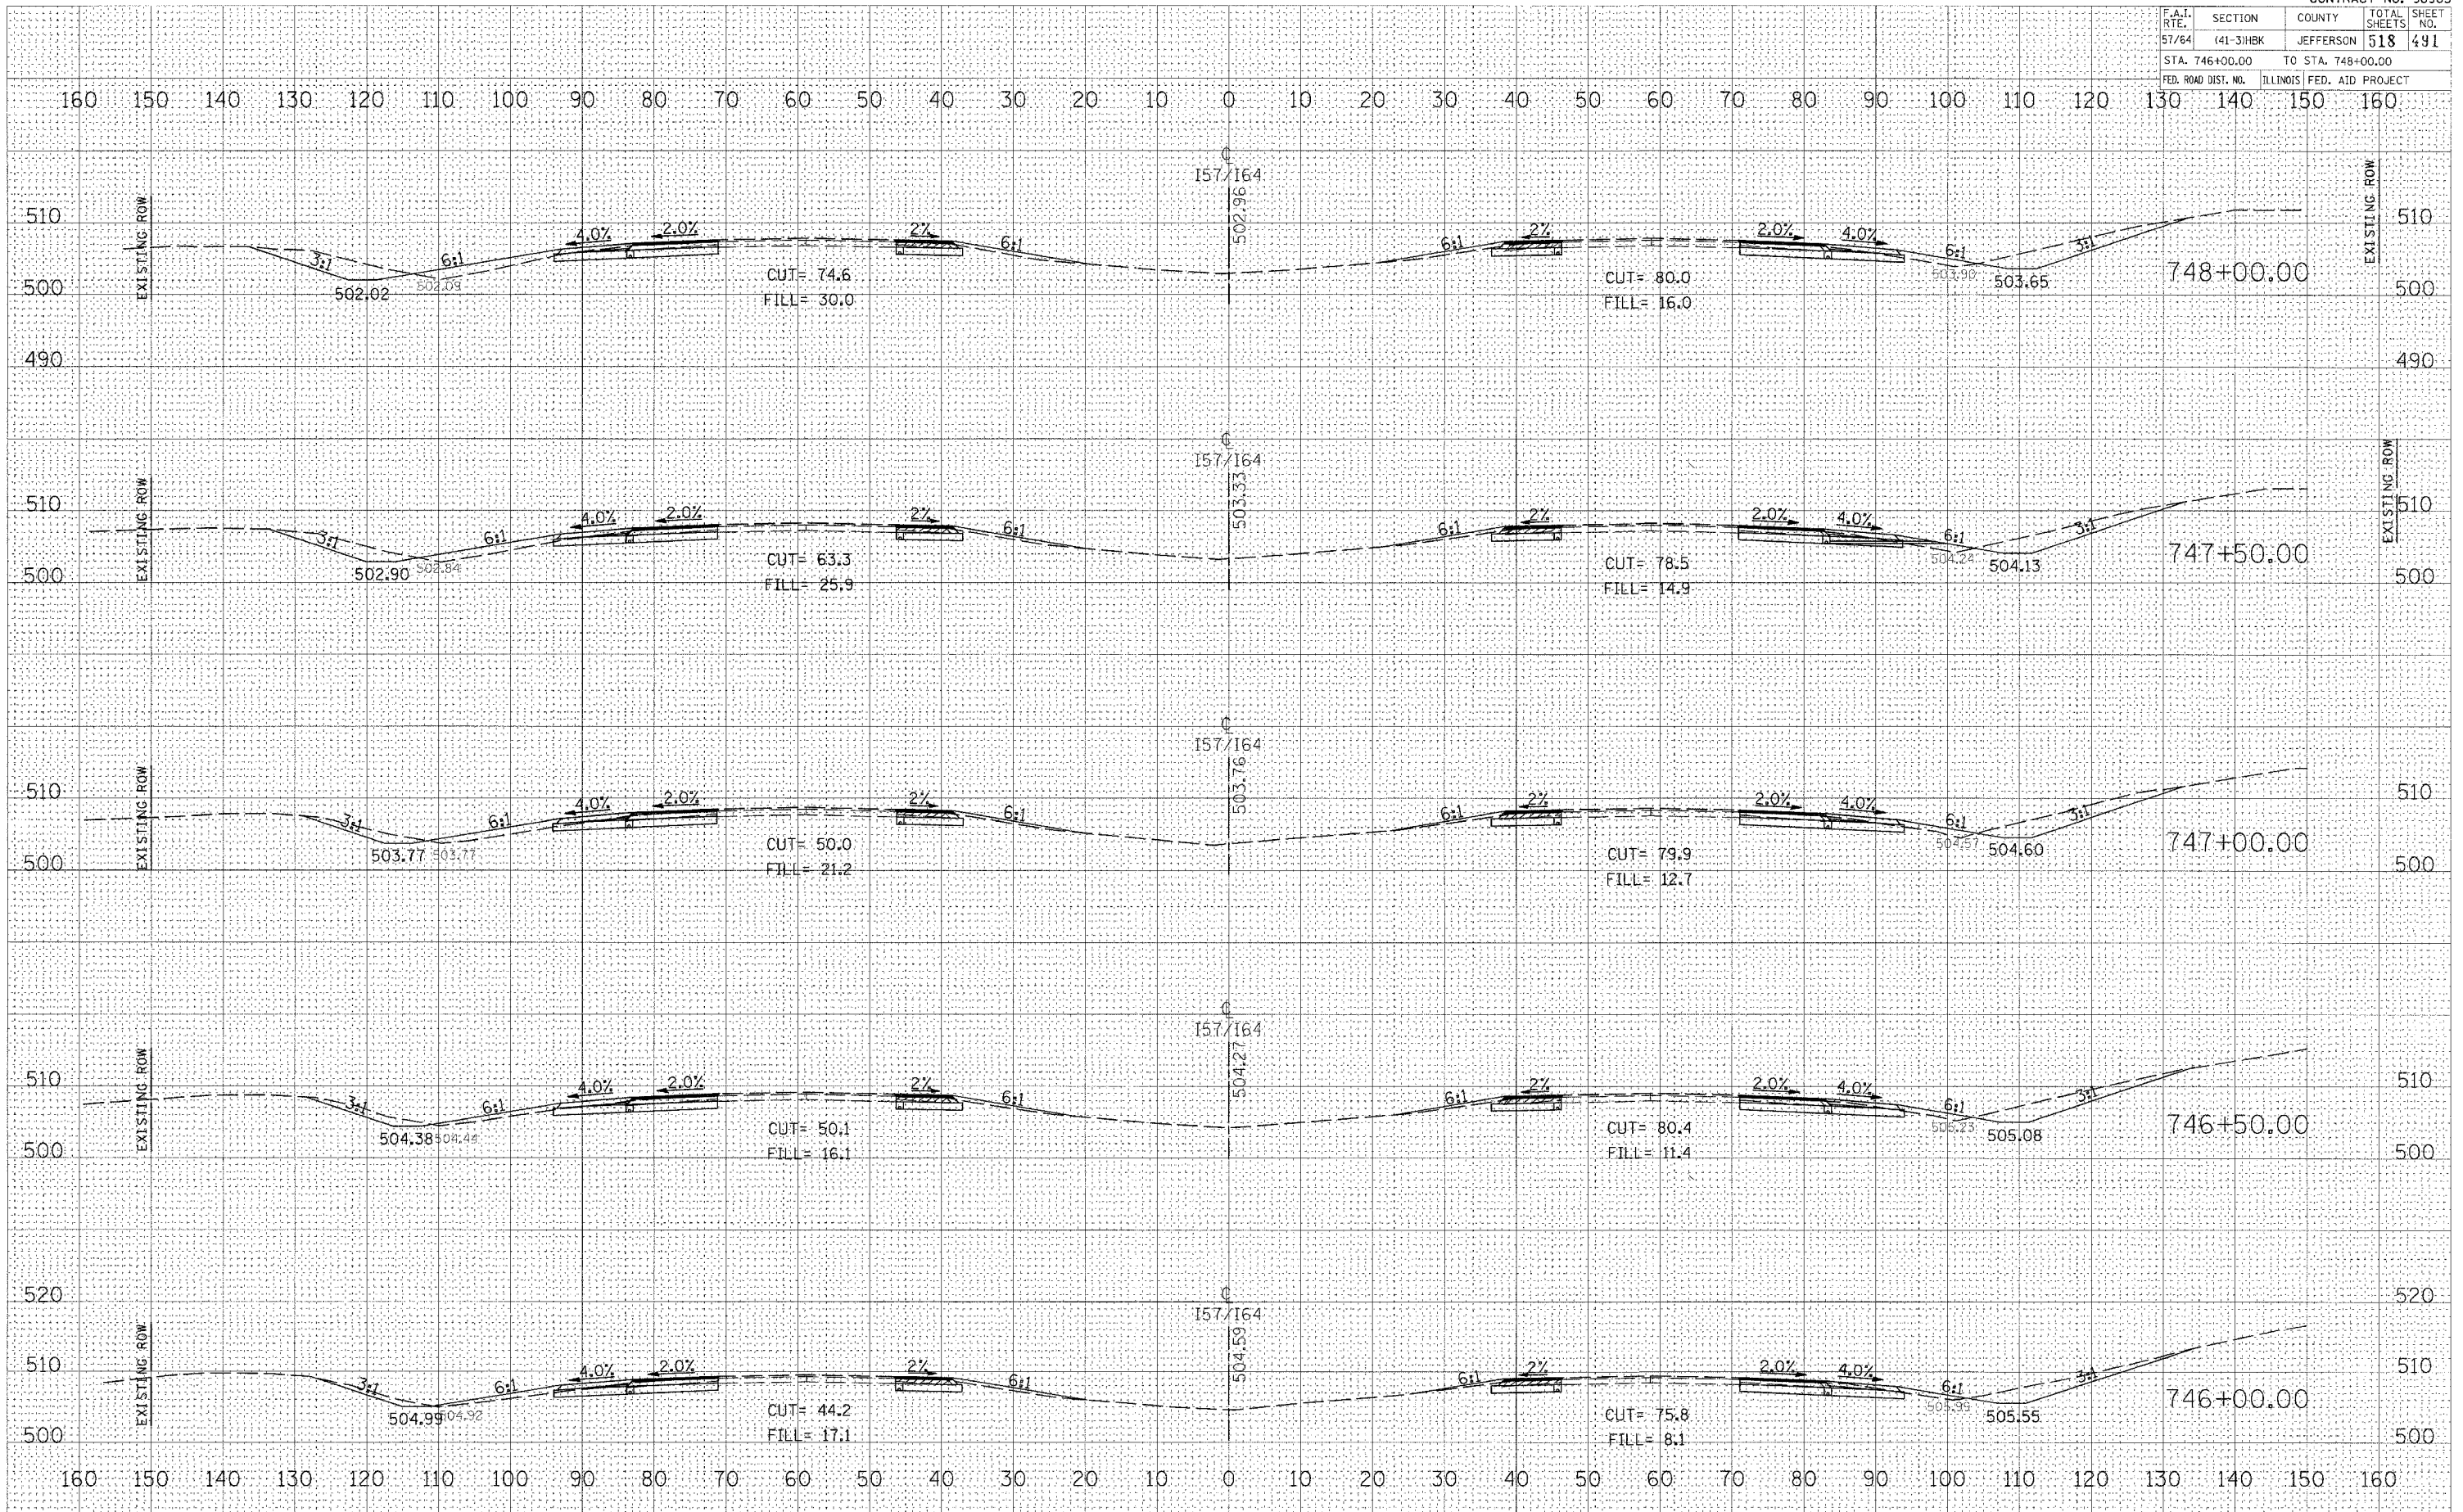 F.A.I. RTE. SECTION COUNTY TOTAL SHEETS SHEET NO.
57/64 (41-3)HBK JEFFERSON 518 491
STA. 746+00.00 TO STA. 748+00.00
FED. ROAD DIST. NO. ILLINOIS FED. AID PROJECT
160 150 140 130 120 110 100 90 80 70 60 50 40 30 20 10 0 10 20 30 40 50 60 70 80 90 100 110 120 130 140 150 160
EXISTING ROW
℄
I57/I64
502.96
EXISTING ROW
510 4.0% 2.0% 2% 2% 2.0% 4.0% 510
3:1 6:1 6:1 6:1 6:1 3:1
CUT= 74.6 CUT= 80.0 748+00.00
500 502.02 502.09 FILL= 30.0 FILL= 16.0 503.90 503.65 500
490 490
EXISTING ROW
℄
I57/I64
503.33
EXISTING ROW
510 4.0% 2.0% 2% 2% 2.0% 4.0% 510
3:1 6:1 6:1 6:1 6:1 3:1
CUT= 63.3 CUT= 78.5 747+50.00
500 502.90 502.84 FILL= 25.9 FILL= 14.9 504.24 504.13 500
EXISTING ROW
℄
I57/I64
503.76
510 4.0% 2.0% 2% 2% 2.0% 4.0% 510
3:1 6:1 6:1 6:1 6:1 3:1
CUT= 50.0 CUT= 79.9 747+00.00
500 503.77 503.77 FILL= 21.2 FILL= 12.7 504.57 504.60 500
EXISTING ROW
℄
I57/I64
504.27
510 4.0% 2.0% 2% 2% 2.0% 4.0% 510
3:1 6:1 6:1 6:1 6:1 3:1
CUT= 50.1 CUT= 80.4 746+50.00
500 504.38 504.44 FILL= 16.1 FILL= 11.4 505.23 505.08 500
520 520
EXISTING ROW
℄
I57/I64
504.59
510 4.0% 2.0% 2% 2% 2.0% 4.0% 510
3:1 6:1 6:1 6:1 6:1 3:1
CUT= 44.2 CUT= 75.8 746+00.00
500 504.99 504.92 FILL= 17.1 FILL= 8.1 505.99 505.55 500
160 150 140 130 120 110 100 90 80 70 60 50 40 30 20 10 0 10 20 30 40 50 60 70 80 90 100 110 120 130 140 150 160